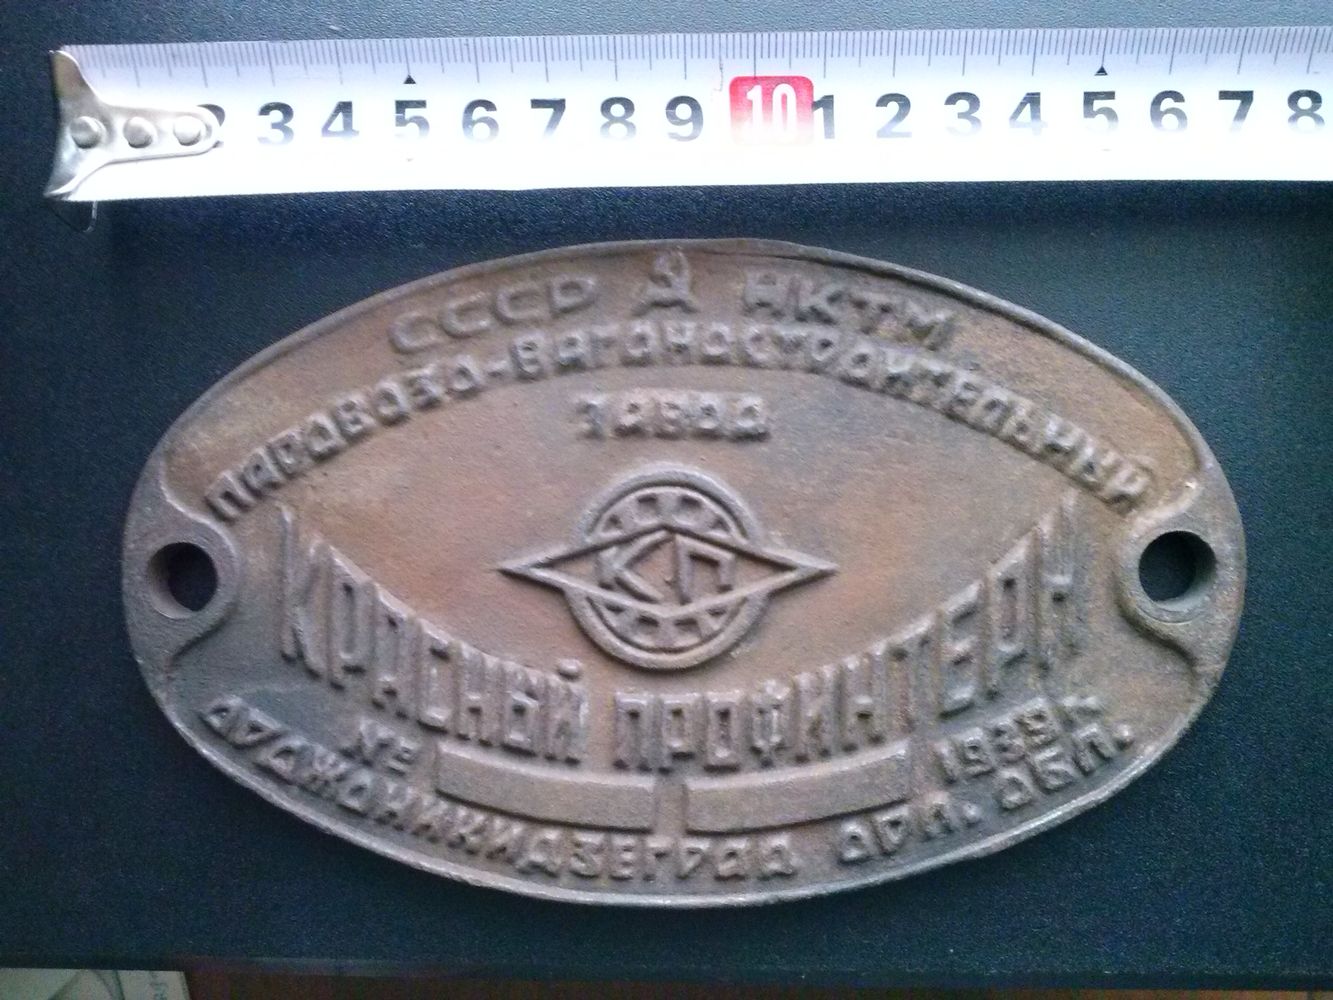 2 3 4 5 6 7 8 9 10 1 2 3 4 5 6 7 8
СССР НКТМ
ПАРОВОЗО-ВАГОНОСТРОИТЕЛЬНЫЙ
ЗАВОД
КП
КРАСНЫЙ ПРОФИНТЕРН
№ 1939 г.
ОРДЖОНИКИДЗЕГРАД ОРЛ. ОБЛ.